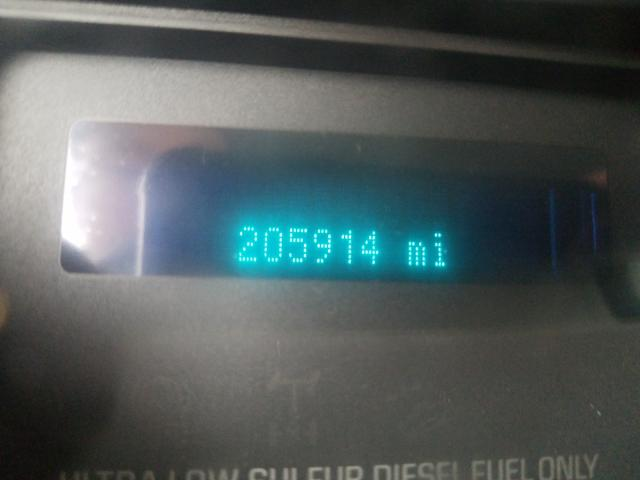 205914 mi
ULTRA LOW SULFUR DIESEL FUEL ONLY